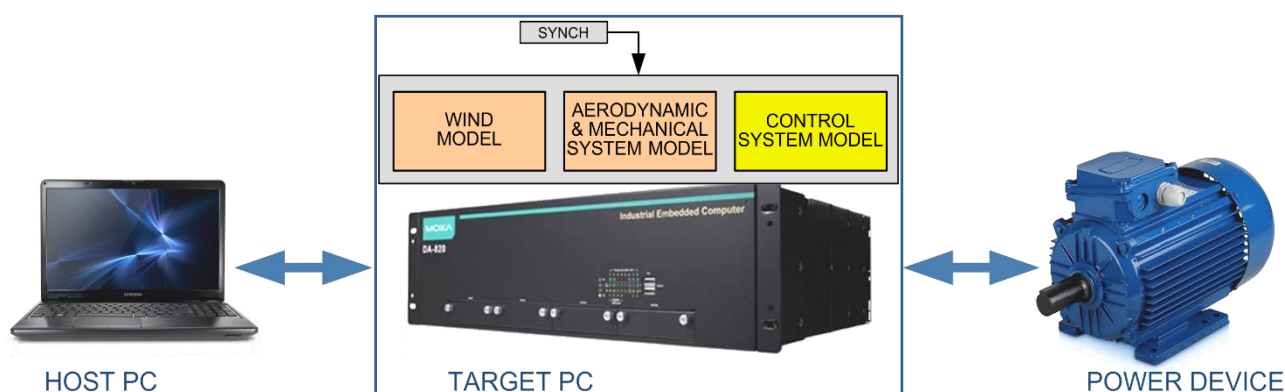 SYNCH
WIND
MODEL
AERODYNAMIC
& MECHANICAL
SYSTEM MODEL
CONTROL
SYSTEM MODEL
Industrial Embedded Computer
MOXA
DA-820
SAMSUNG
HOST PC
TARGET PC
POWER DEVICE